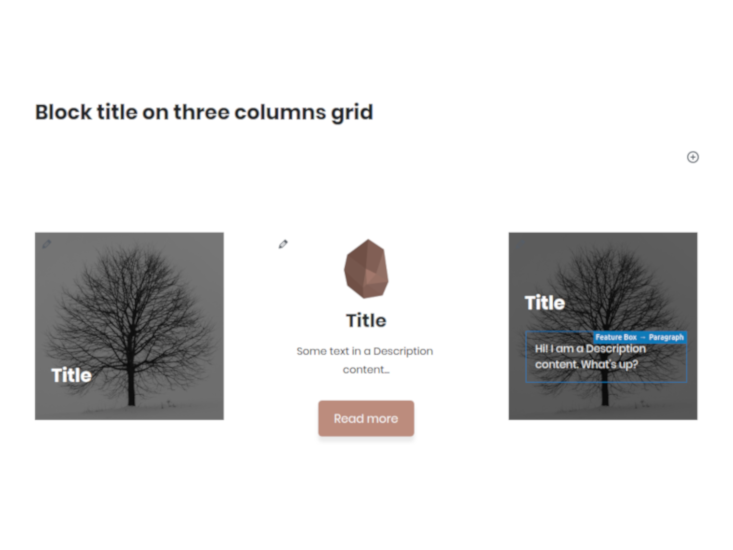 Block title on three columns grid
Title
Title
Some text in a Description
content...
Read more
Title
Feature Box → Paragraph
Hi! I am a Description
content. What's up?